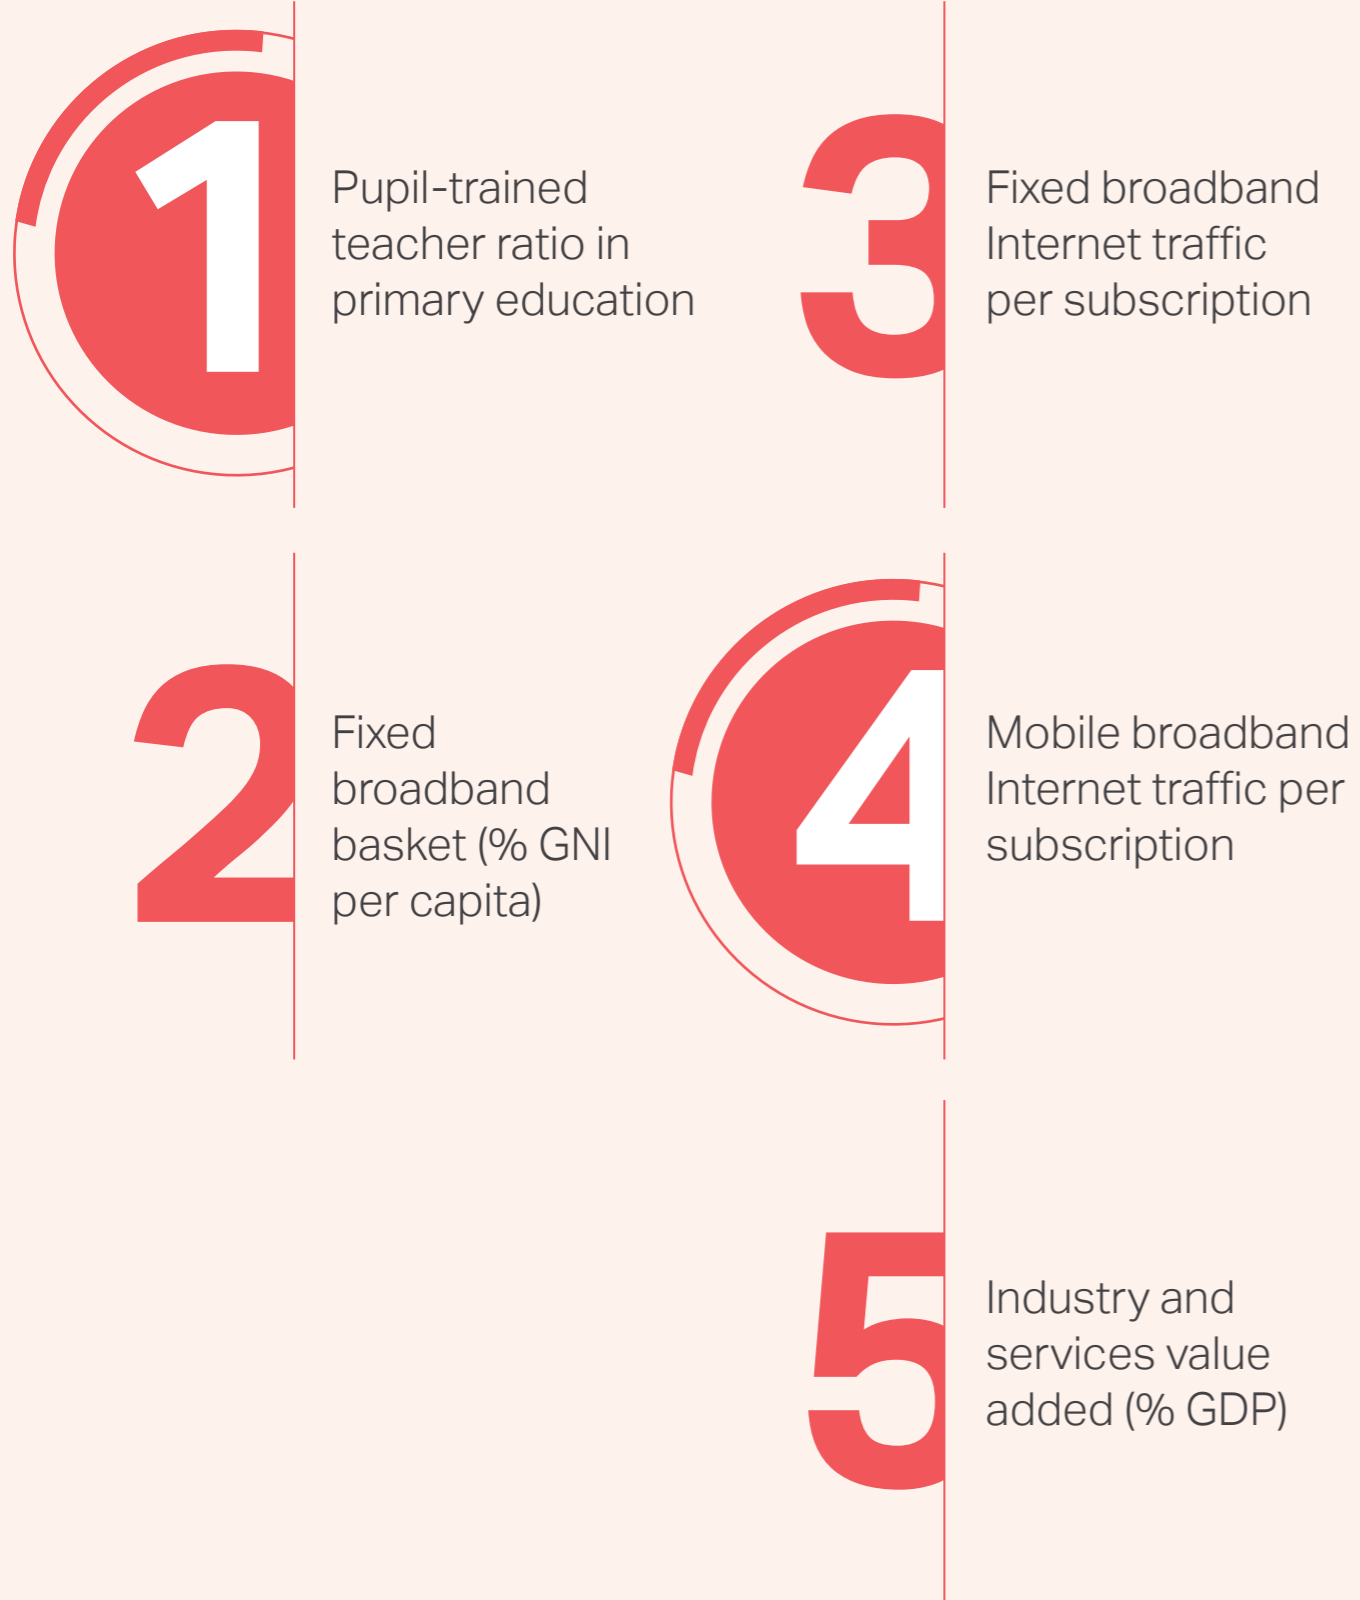 1
Pupil-trained
teacher ratio in
primary education
2
Fixed
broadband
basket (% GNI
per capita)
3
Fixed broadband
Internet traffic
per subscription
4
Mobile broadband
Internet traffic per
subscription
5
Industry and
services value
added (% GDP)